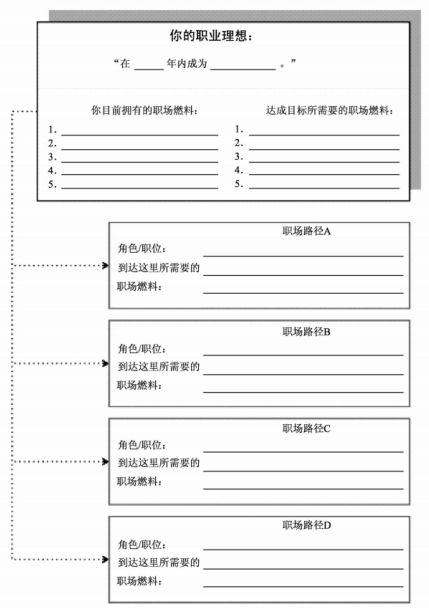 你的职业理想：
“在 _____ 年内成为 __________ 。”
你目前拥有的职场燃料： 达成目标所需要的职场燃料：
1. 1.
2. 2.
3. 3.
4. 4.
5. 5.
职场路径A
角色/职位：
到达这里所需要的
职场燃料：
职场路径B
角色/职位：
到达这里所需要的
职场燃料：
职场路径C
角色/职位：
到达这里所需要的
职场燃料：
职场路径D
角色/职位：
到达这里所需要的
职场燃料：